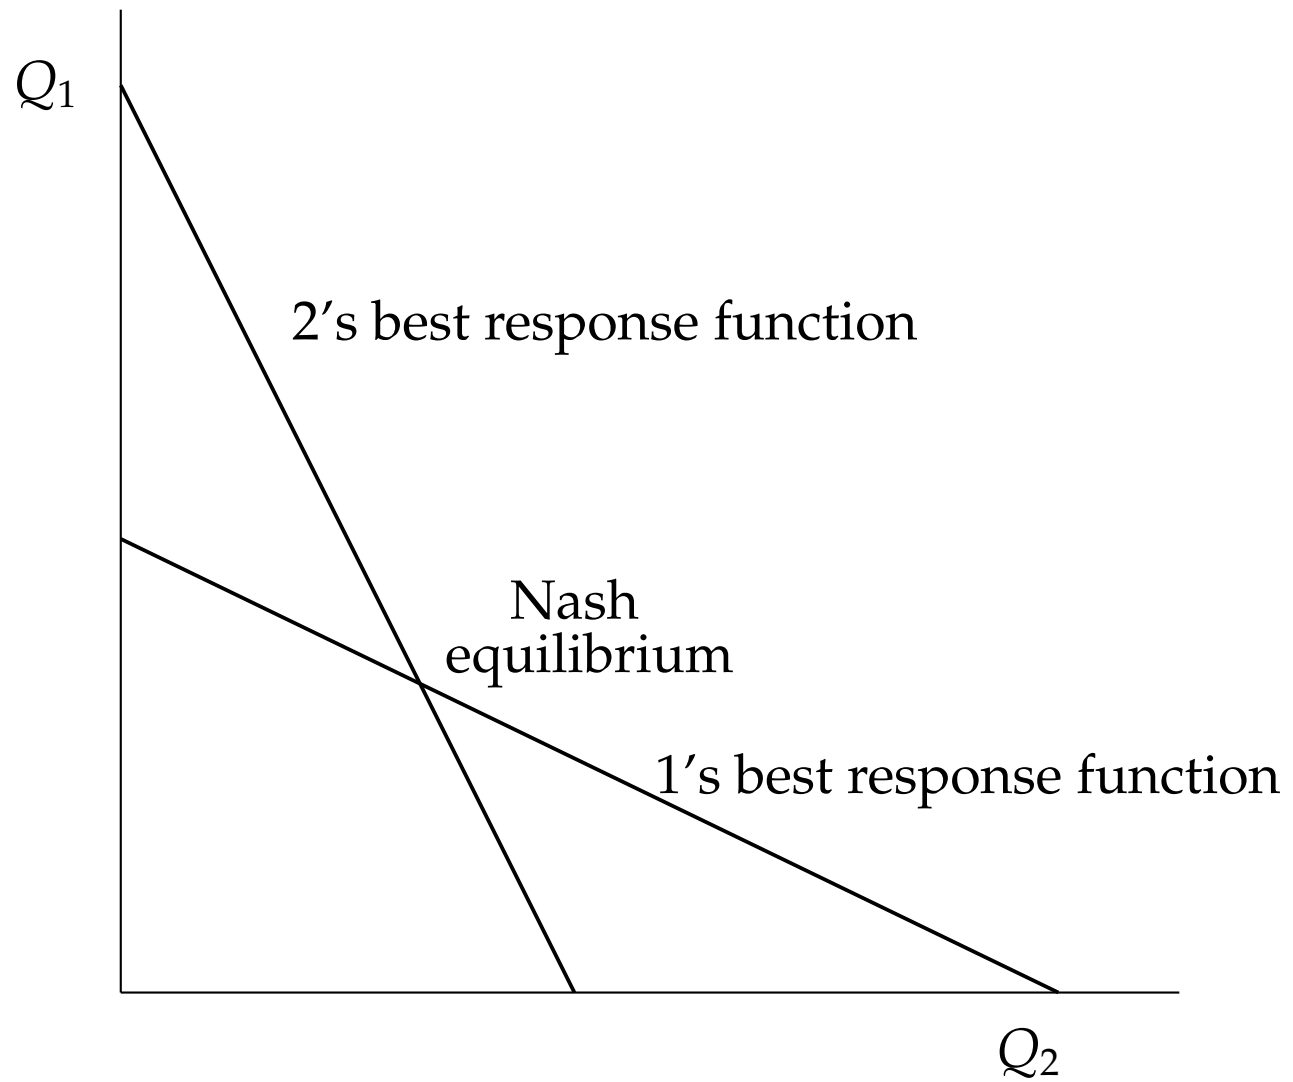 Q₁
2’s best response function
Nash
equilibrium
1’s best response function
Q₂